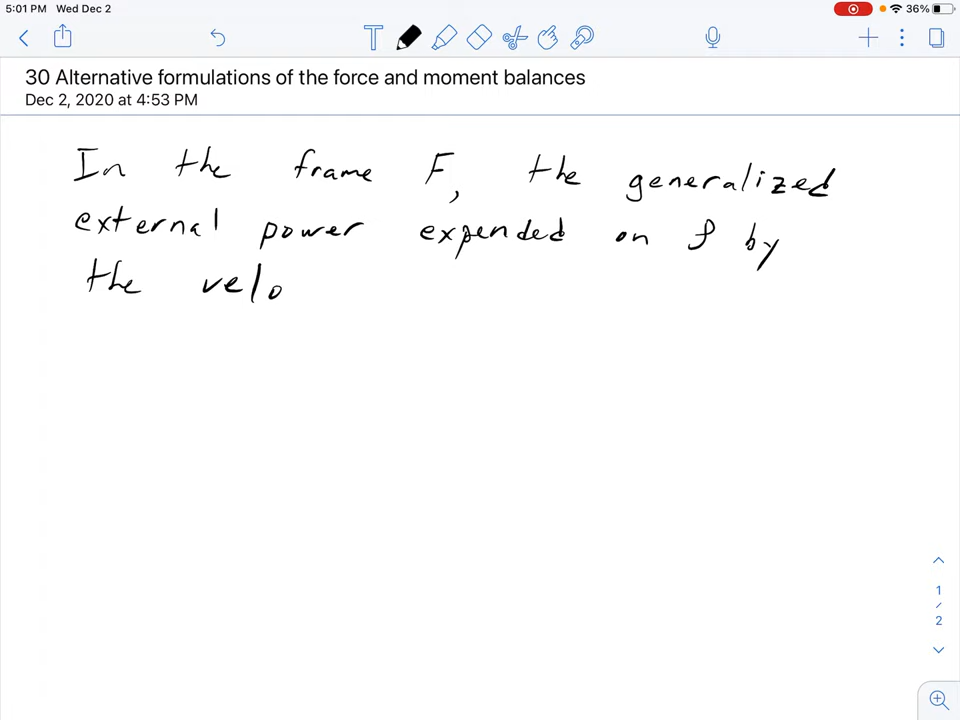 5:01 PM Wed Dec 2
36%
T
30 Alternative formulations of the force and moment balances
Dec 2, 2020 at 4:53 PM
In the frame F, the generalized
external power expended on 𝒫 by
the velo
1
/
2